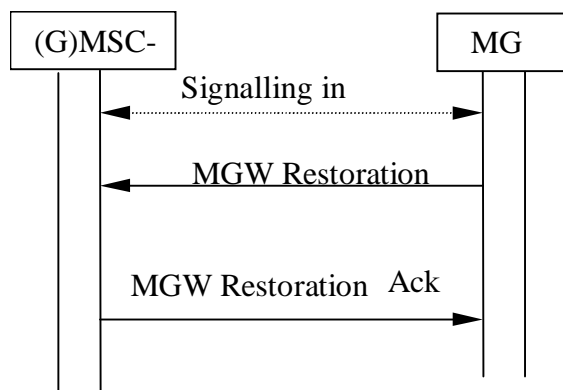 (G)MSC-
MG
Signalling in
MGW Restoration
MGW Restoration Ack